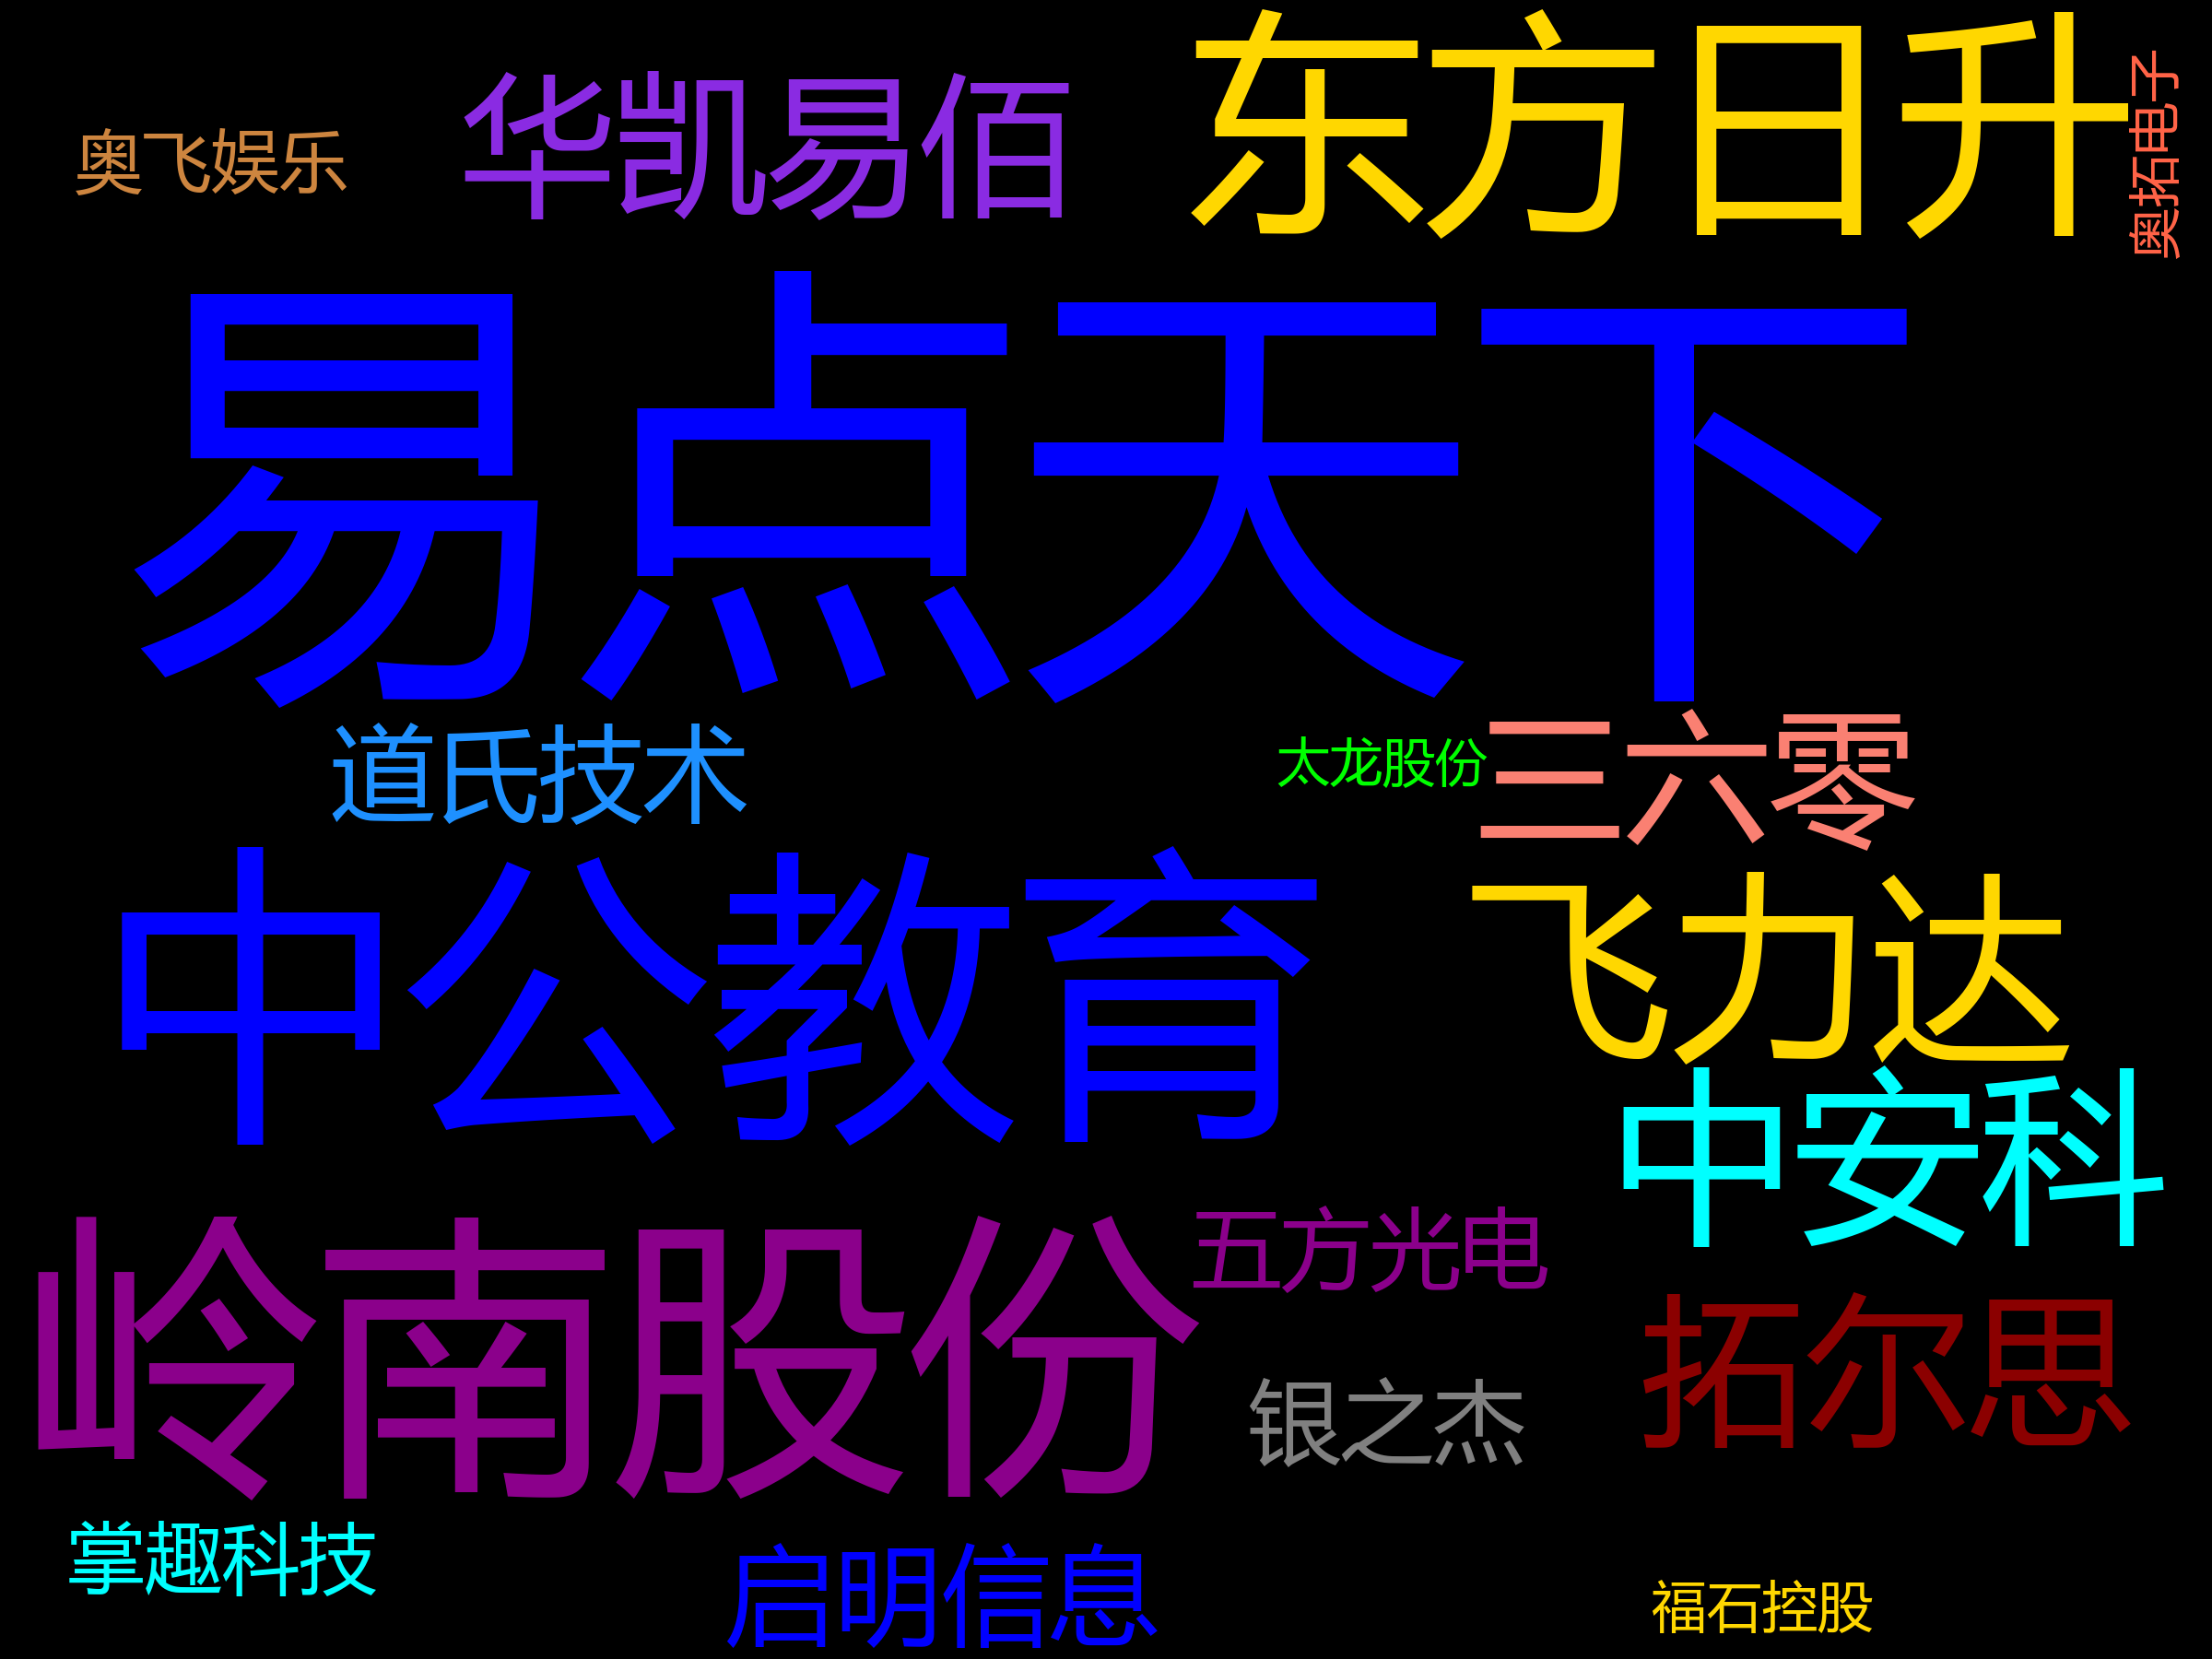 东方日升
华凯易佰
奥飞娱乐
奥拓电子
易点天下
三六零
道氏技术
大龙股份
中公教育
飞力达
中安科
岭南股份
五方光电
拓尔思
银之杰
掌趣科技
启明信息
福石控股